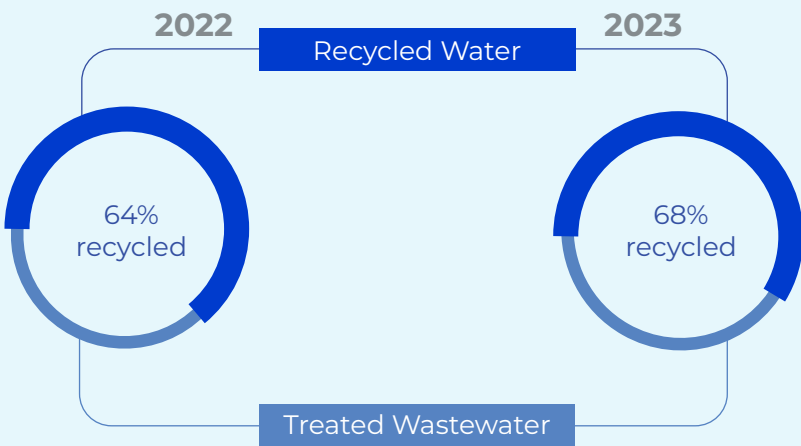 2022
2023
Recycled Water
64%
recycled
68%
recycled
Treated Wastewater